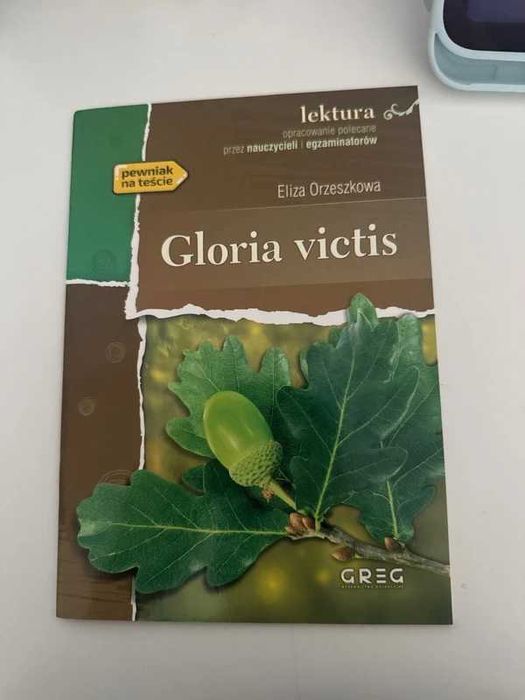 lektura
opracowanie polecane
przez nauczycieli i egzaminatorów
pewniak
na teście
Eliza Orzeszkowa
Gloria victis
GREG